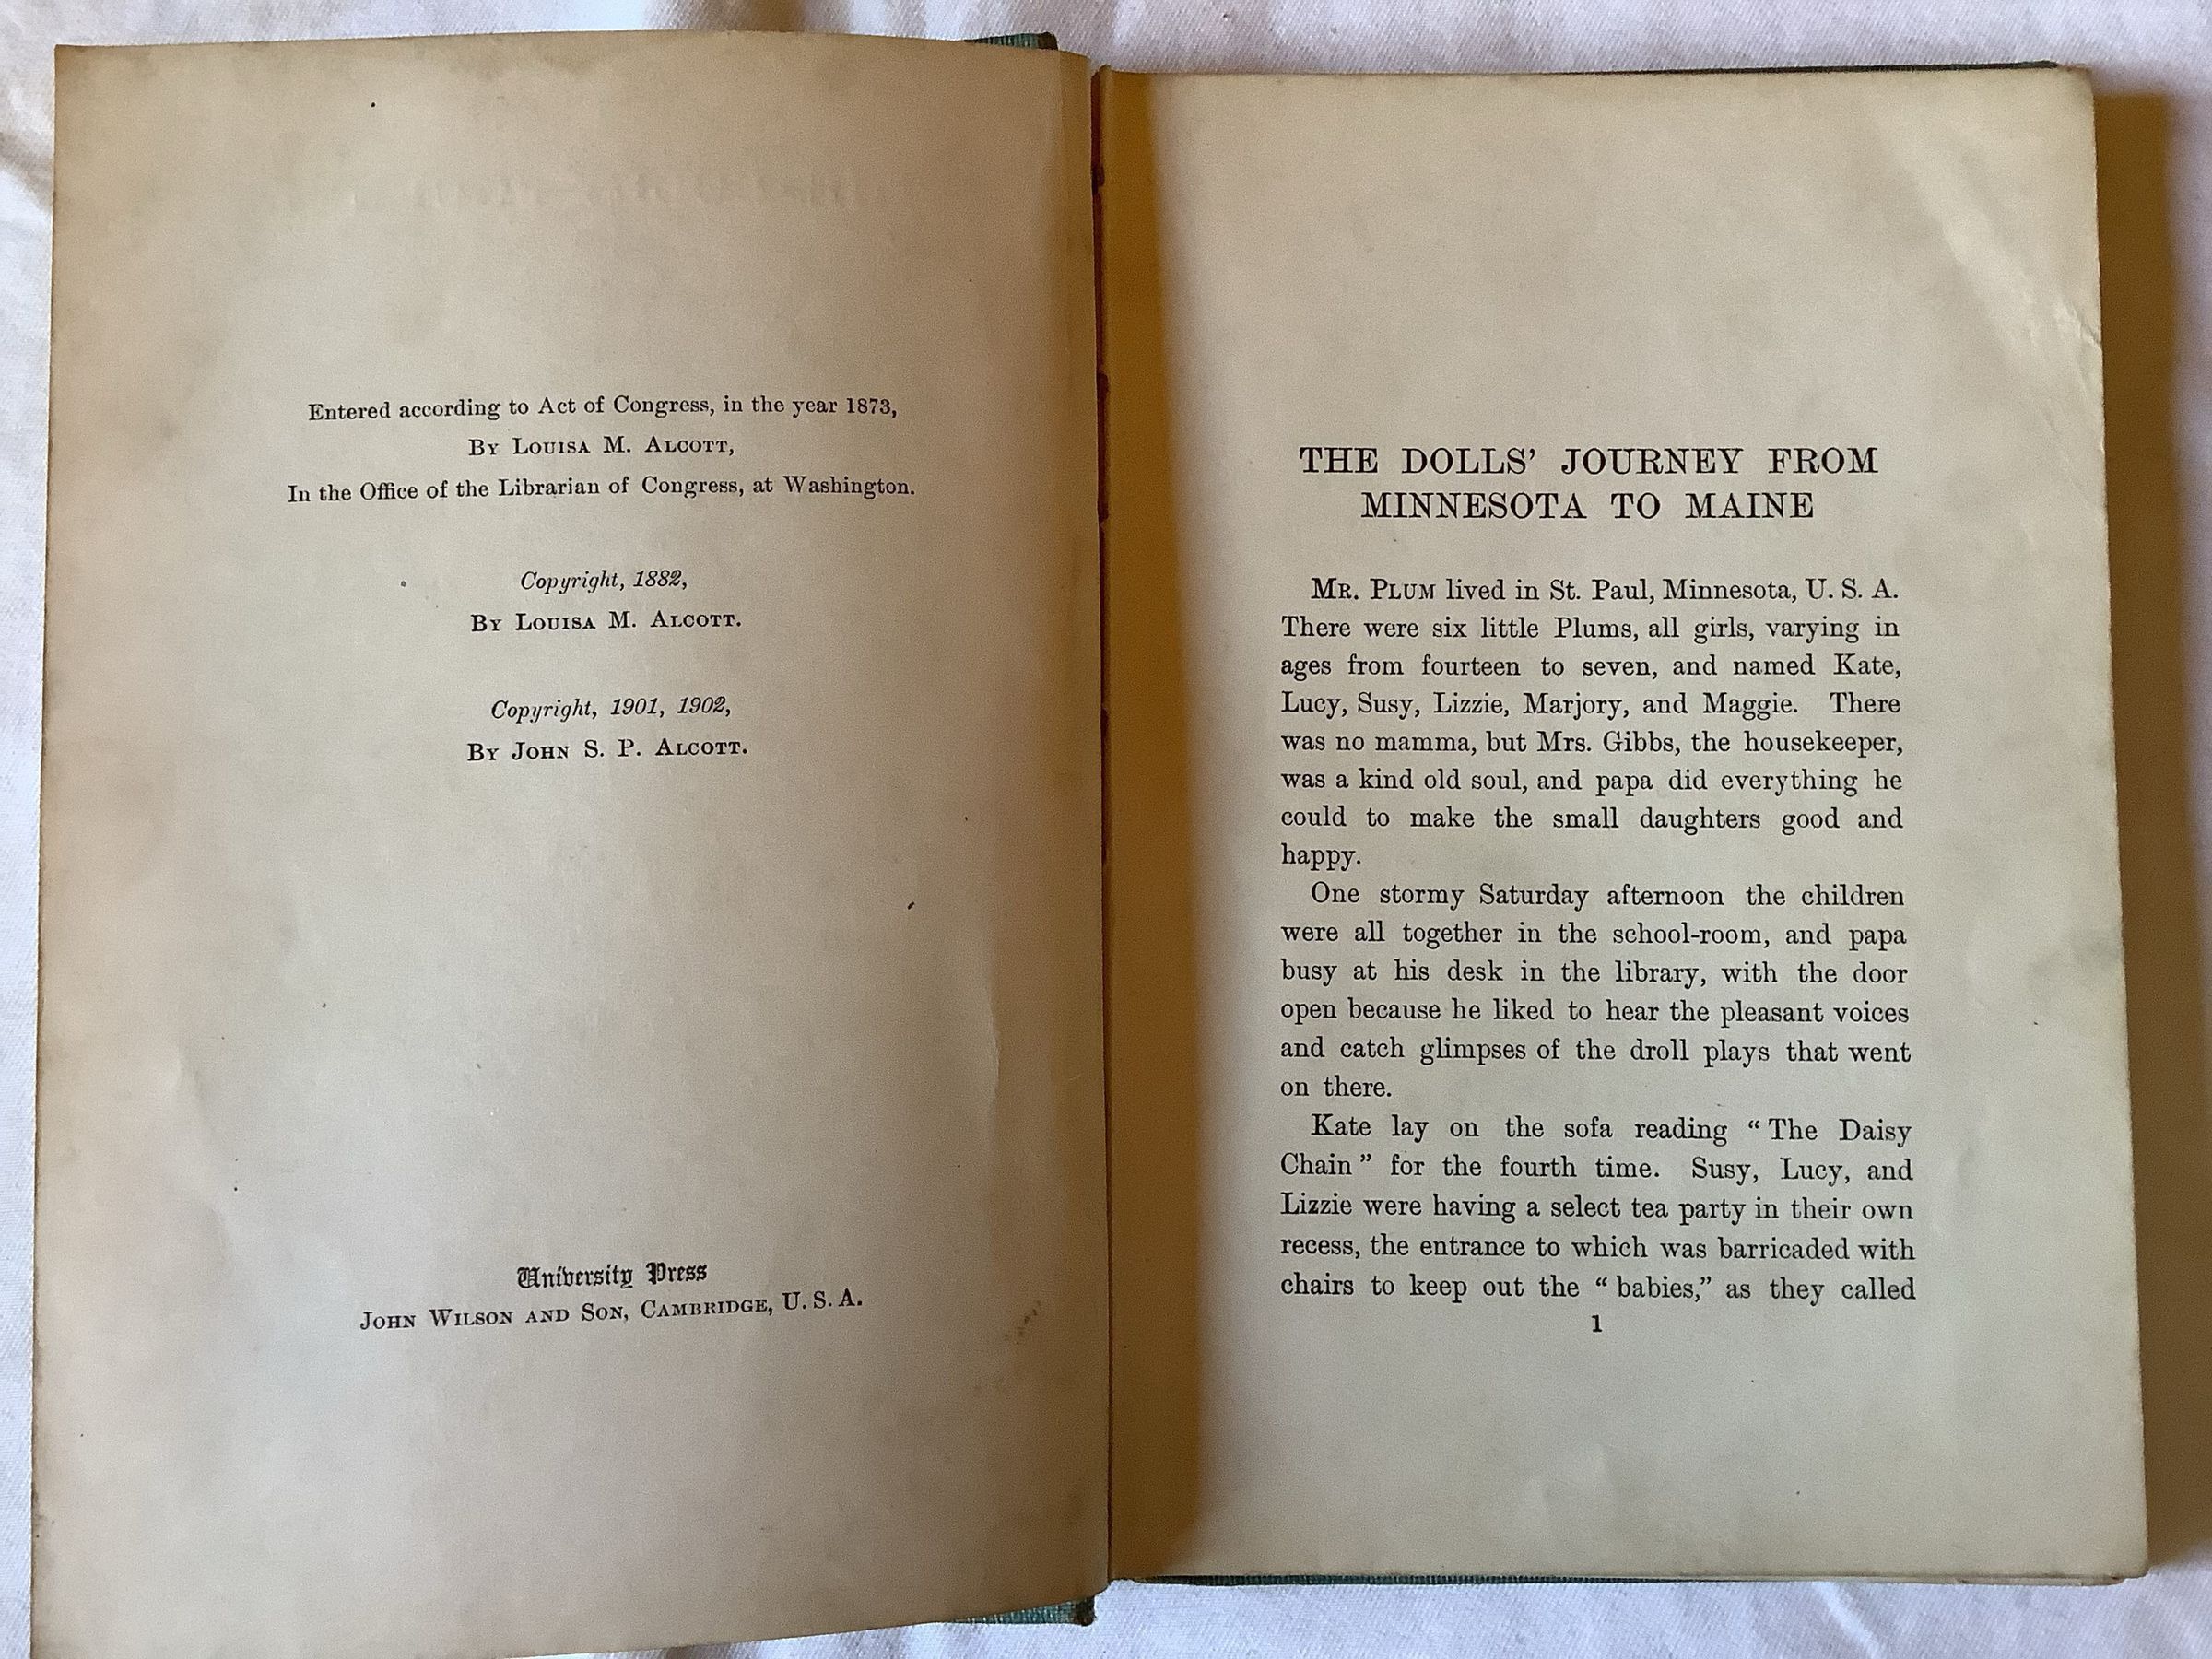 Entered according to Act of Congress, in the year 1873,
By Louisa M. Alcott,
In the Office of the Librarian of Congress, at Washington.
Copyright, 1882,
By Louisa M. Alcott.
Copyright, 1901, 1902,
By John S. P. Alcott.
University Press
John Wilson and Son, Cambridge, U. S. A.
THE DOLLS’ JOURNEY FROM
MINNESOTA TO MAINE
Mr. Plum lived in St. Paul, Minnesota, U. S. A.
There were six little Plums, all girls, varying in
ages from fourteen to seven, and named Kate,
Lucy, Susy, Lizzie, Marjory, and Maggie. There
was no mamma, but Mrs. Gibbs, the housekeeper,
was a kind old soul, and papa did everything he
could to make the small daughters good and
happy.
One stormy Saturday afternoon the children
were all together in the school-room, and papa
busy at his desk in the library, with the door
open because he liked to hear the pleasant voices
and catch glimpses of the droll plays that went
on there.
Kate lay on the sofa reading “The Daisy
Chain” for the fourth time. Susy, Lucy, and
Lizzie were having a select tea party in their own
recess, the entrance to which was barricaded with
chairs to keep out the “babies,” as they called
1